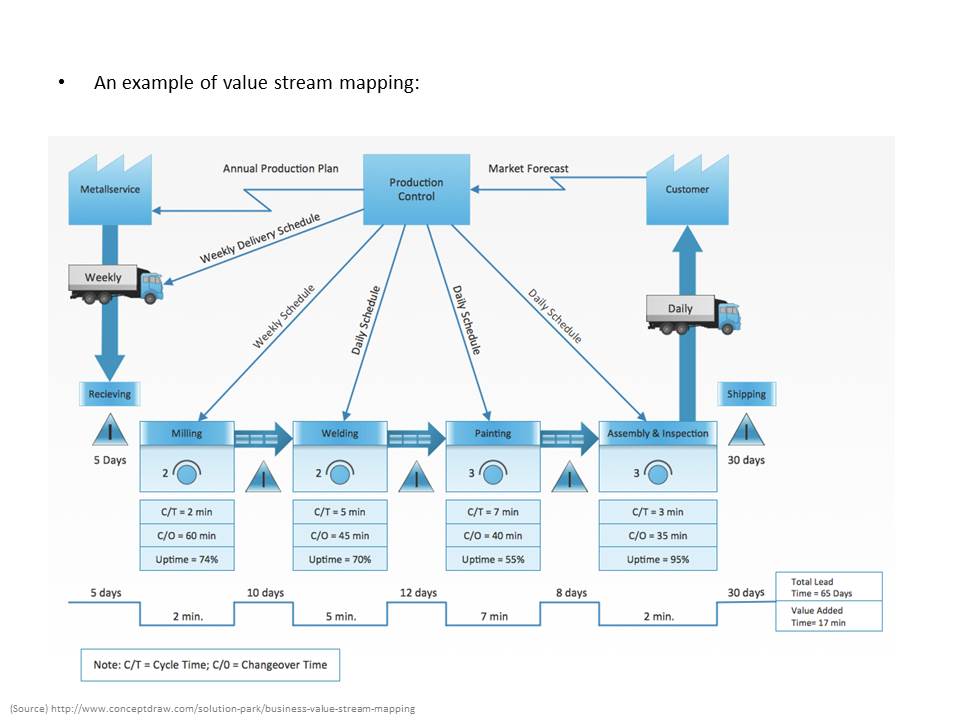 • An example of value stream mapping:
Metallservice
Annual Production Plan
Production
Control
Market Forecast
Customer
Weekly Delivery Schedule
Weekly
Weekly Schedule
Daily Schedule
Daily Schedule
Daily Schedule
Daily
Recieving
Shipping
I
5 Days
Milling
Welding
Painting
Assembly & Inspection
I
30 days
2
I
2
I
3
I
3
C/T = 2 min
C/T = 5 min
C/T = 7 min
C/T = 3 min
C/O = 60 min
C/O = 45 min
C/O = 40 min
C/O = 35 min
Uptime = 74%
Uptime = 70%
Uptime = 55%
Uptime = 95%
5 days
10 days
12 days
8 days
30 days
2 min.
5 min.
7 min
2 min.
Total Lead
Time = 65 Days
Value Added
Time= 17 min
Note: C/T = Cycle Time; C/0 = Changeover Time
(Source) http://www.conceptdraw.com/solution-park/business-value-stream-mapping